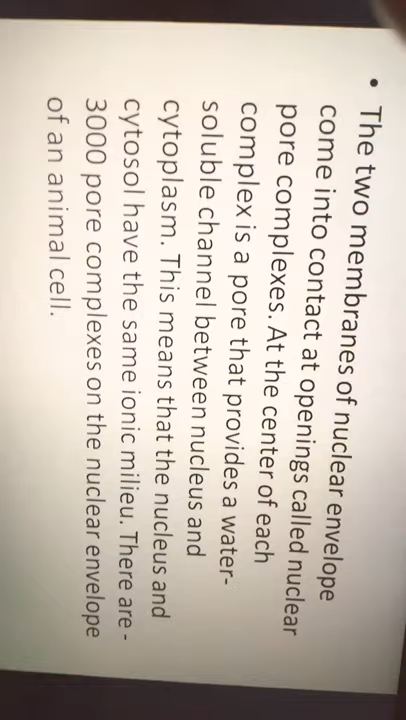 • The two membranes of nuclear envelope
come into contact at openings called nuclear
pore complexes. At the center of each
complex is a pore that provides a water-
soluble channel between nucleus and
cytoplasm. This means that the nucleus and
cytosol have the same ionic milieu. There are -
3000 pore complexes on the nuclear envelope
of an animal cell.